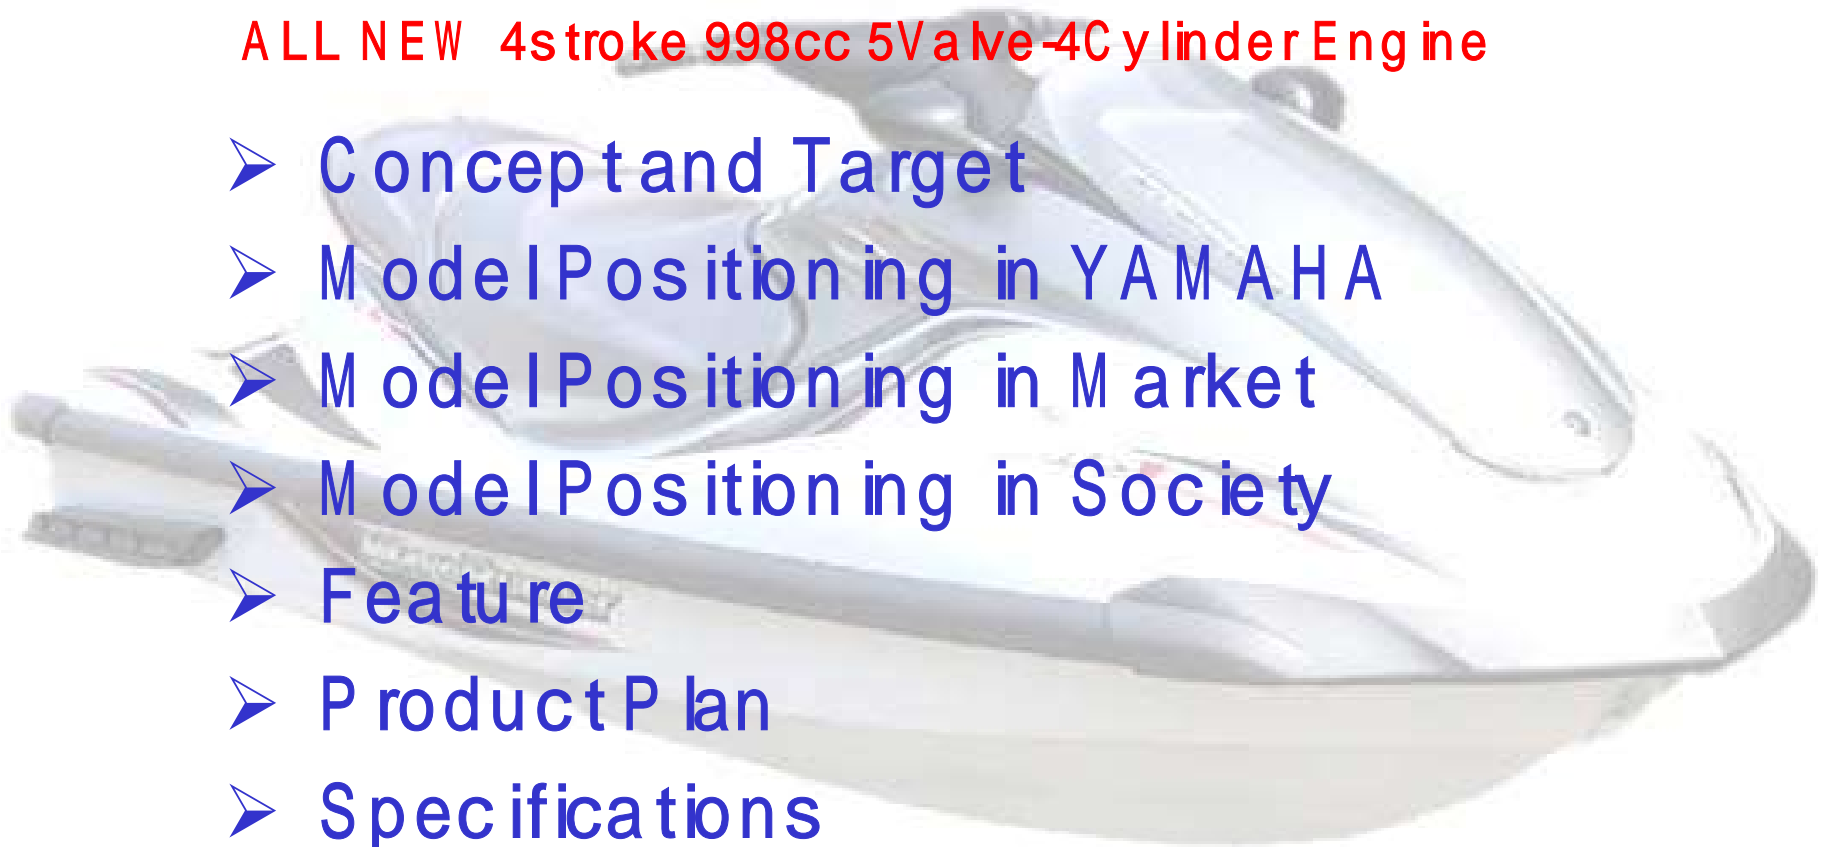 ALL NEW 4stroke 998cc 5Valve-4Cylinder Engine
➢ Concept and Target
➢ Model Positioning in YAMAHA
➢ Model Positioning in Market
➢ Model Positioning in Society
➢ Feature
➢ Product Plan
➢ Specifications